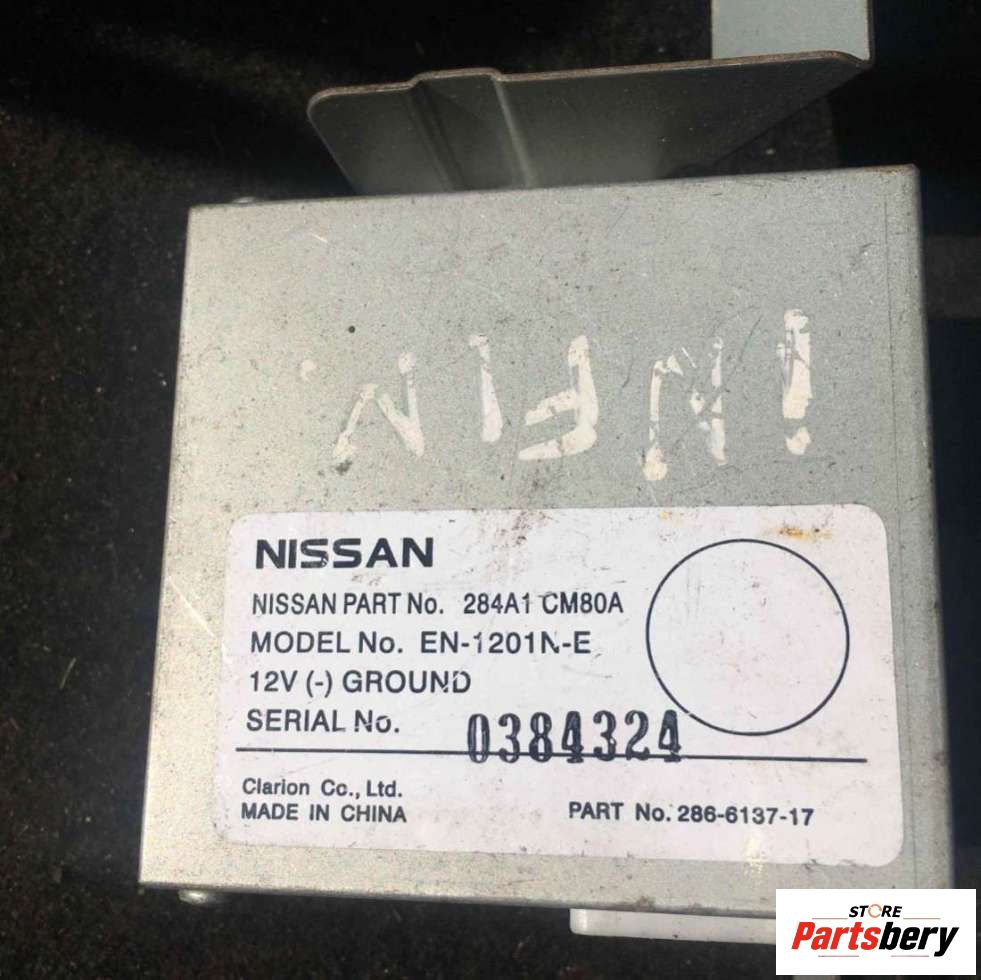 NISSAN
NISSAN PART No. 284A1 CM80A
MODEL No. EN-1201N-E
12V (-) GROUND
SERIAL No. 0384324
Clarion Co., Ltd.
MADE IN CHINA
PART No. 286-6137-17
STORE
Partsbery